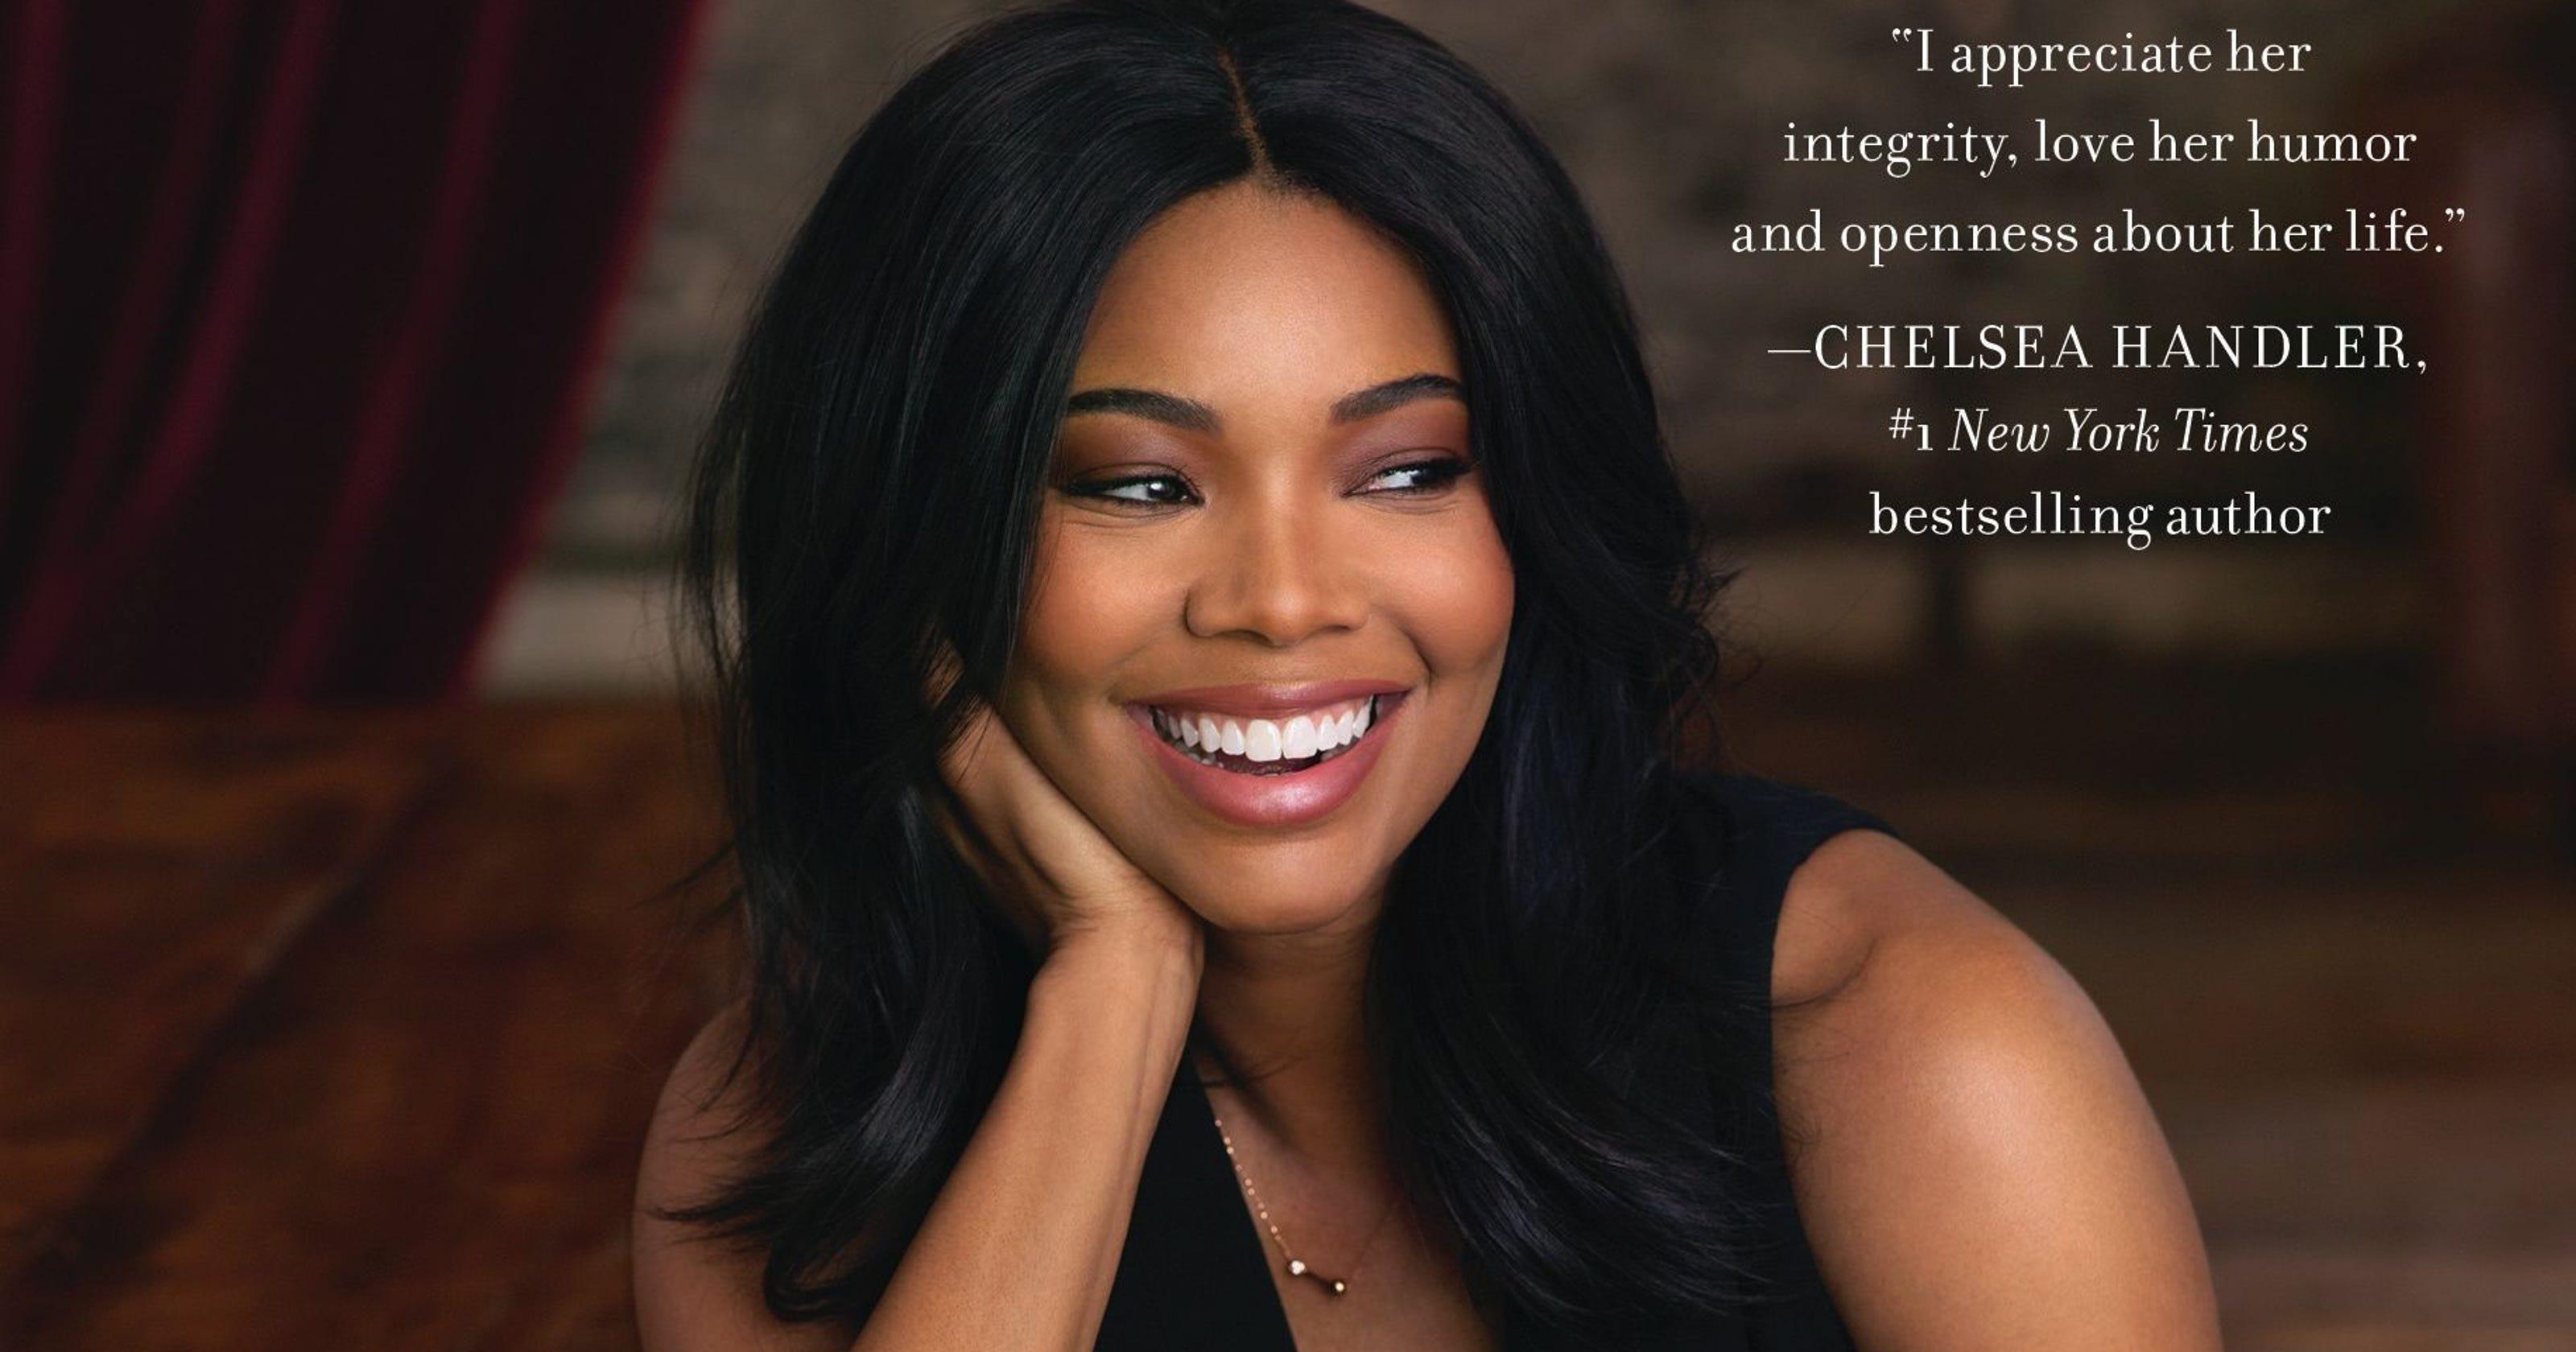 “I appreciate her
integrity, love her humor
and openness about her life.”
—CHELSEA HANDLER,
#1 New York Times
bestselling author